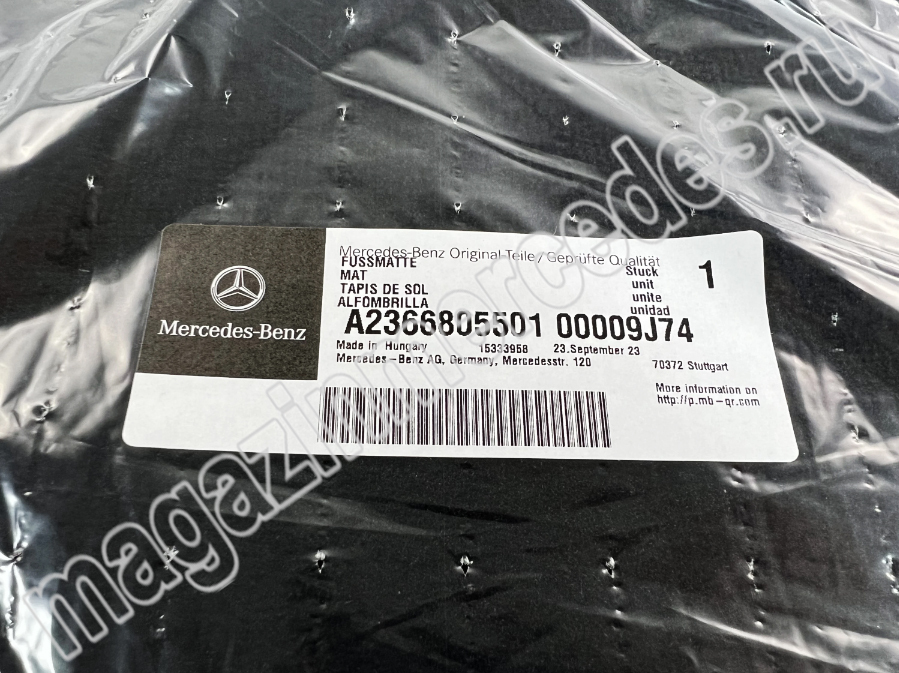 Mercedes-Benz
Mercedes-Benz Original Teile/Geprüfte Qualität
FUSSMATTE
MAT
TAPIS DE SOL
ALFOMBRILLA
Stuck
unit
unite
unidad
1
A2366805501 00009J74
Made in Hungary 15333958 23.September 23
Mercedes-Benz AG, Germany, Mercedesstr. 120 70372 Stuttgart
More information on
http://p.mb-qr.com
magazinmercedes.ru